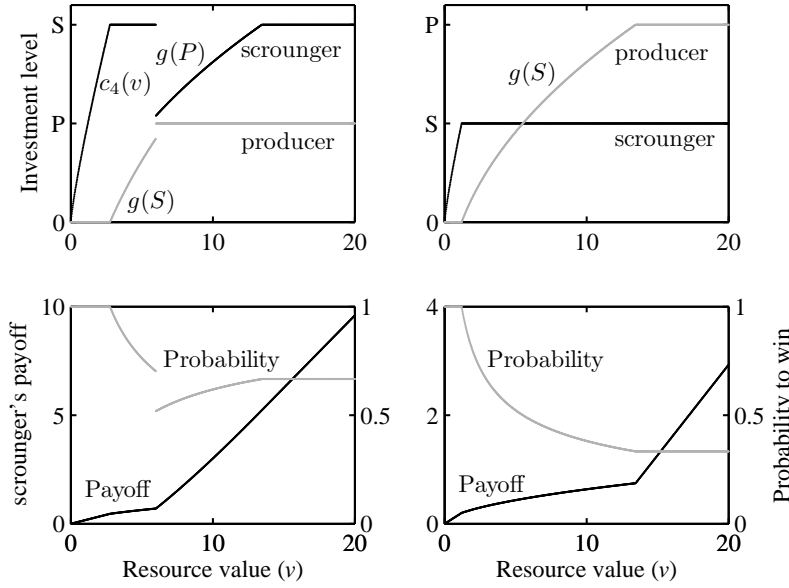 Investment level
S
P
0
c₄(v)
g(P)
scrounger
producer
g(S)
0
10
20
P
S
0
g(S)
producer
scrounger
0
10
20
scrounger's payoff
10
5
0
Probability
Payoff
1
0.5
0
0
10
20
Resource value (v)
4
2
0
Probability
Payoff
1
0.5
0
Probability to win
0
10
20
Resource value (v)